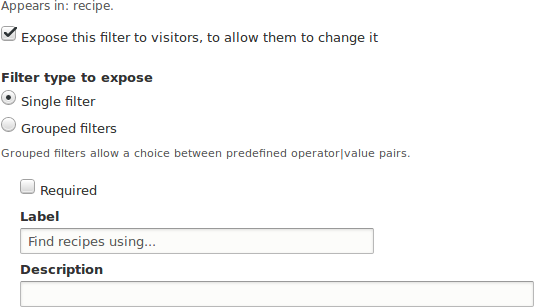 Appears in: recipe.
Expose this filter to visitors, to allow them to change it
Filter type to expose
Single filter
Grouped filters
Grouped filters allow a choice between predefined operator|value pairs.
Required
Label
Find recipes using...
Description